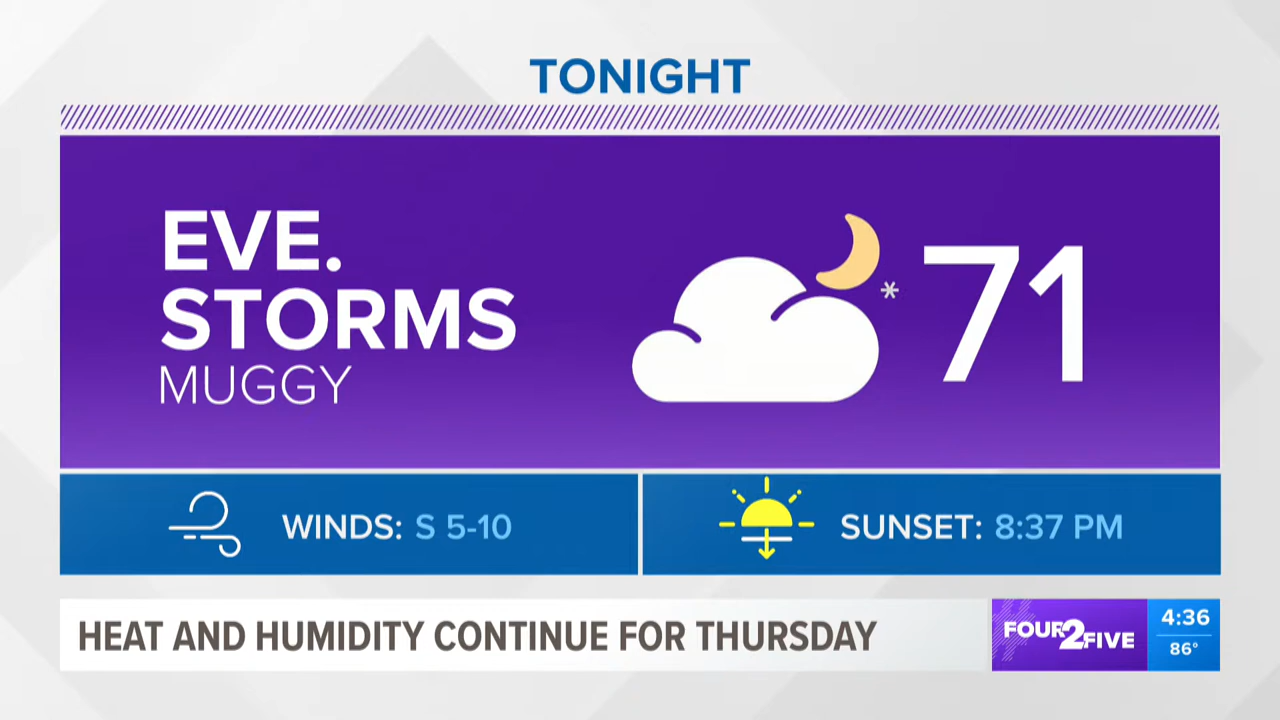 TONIGHT
EVE.
STORMS
MUGGY
71
WINDS: S 5-10
SUNSET: 8:37 PM
HEAT AND HUMIDITY CONTINUE FOR THURSDAY
FOUR2FIVE
4:36
86°